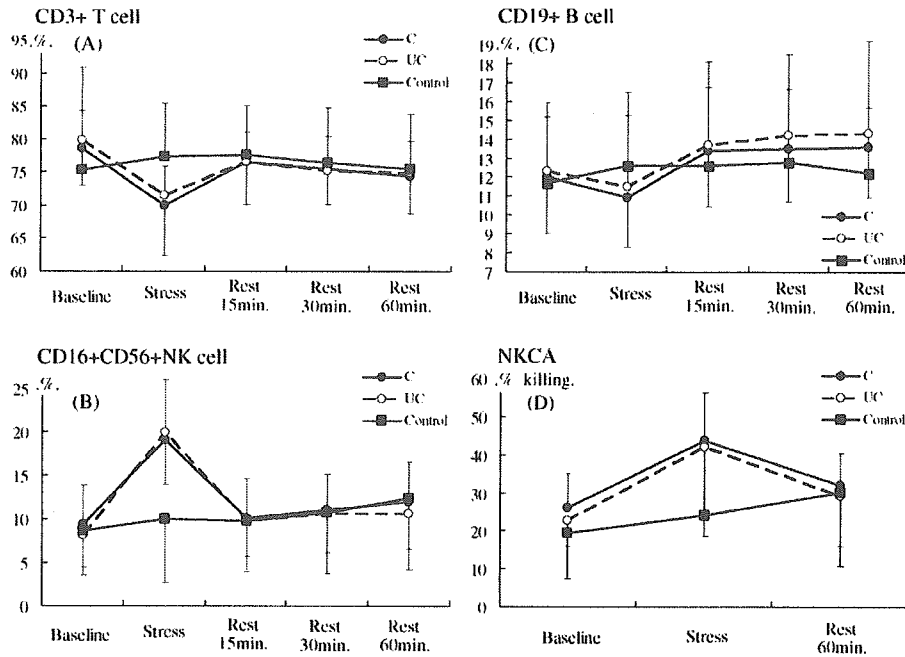 CD3+ T cell
95
.%.
(A)
C
UC
Control
90
85
80
75
70
65
60
Baseline Stress Rest 15min. Rest 30min. Rest 60min.
CD19+ B cell
19
.%.
(C)
18
17
16
15
14
13
12
11
10
9
8
7
C
UC
Control
Baseline Stress Rest 15min. Rest 30min. Rest 60min.
CD16+CD56+NK cell
25
.%.
(B)
C
UC
Control
20
15
10
5
0
Baseline Stress Rest 15min. Rest 30min. Rest 60min.
NKCA
60
.% killing.
(D)
C
UC
Control
50
40
30
20
10
0
Baseline Stress Rest 60min.